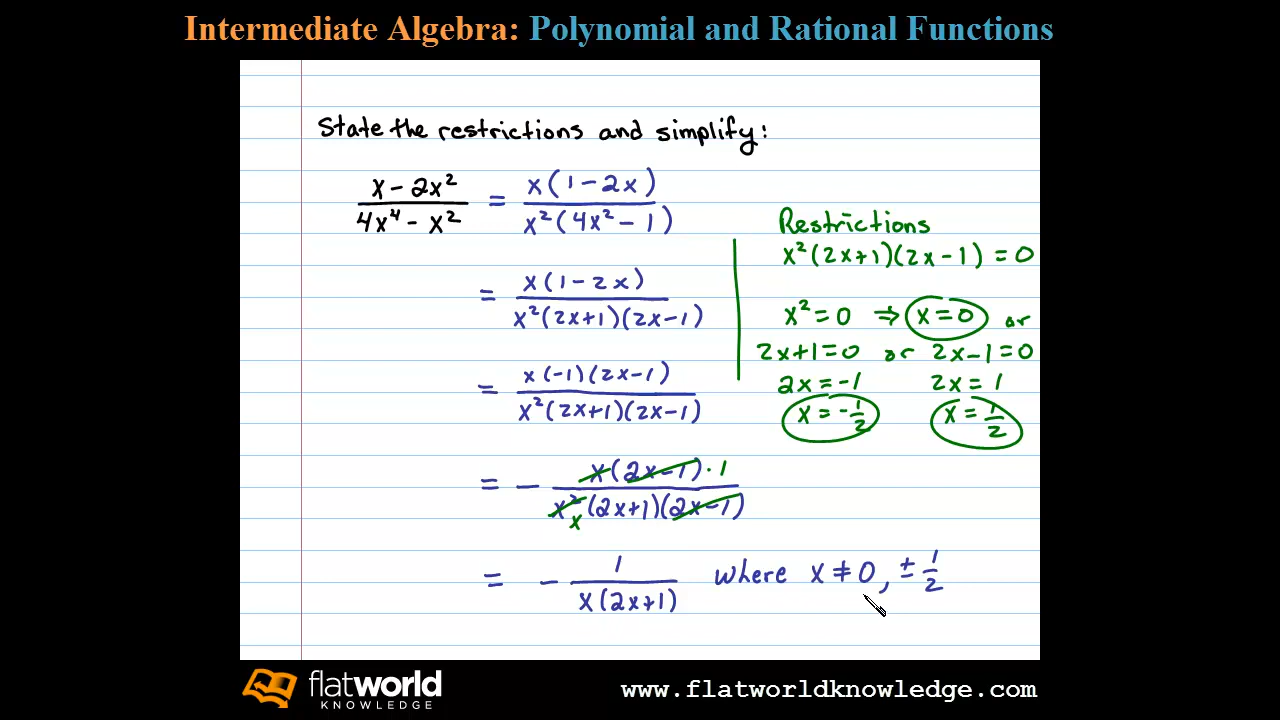 Intermediate Algebra: Polynomial and Rational Functions
State the restrictions and simplify:
x - 2x² / 4x⁴ - x² = x(1 - 2x) / x²(4x² - 1)
= x(1 - 2x) / x²(2x+1)(2x-1)
= x(-1)(2x-1) / x²(2x+1)(2x-1)
= - x(2x-1)·1 / x² x (2x+1)(2x-1)
= - 1 / x(2x+1) where x ≠ 0, ± 1/2
Restrictions
x²(2x+1)(2x-1) = 0
x² = 0 ⇒ x = 0 or
2x+1=0 or 2x-1=0
2x = -1 2x = 1
x = -1/2 x = 1/2
flatworld
KNOWLEDGE
www.flatworldknowledge.com